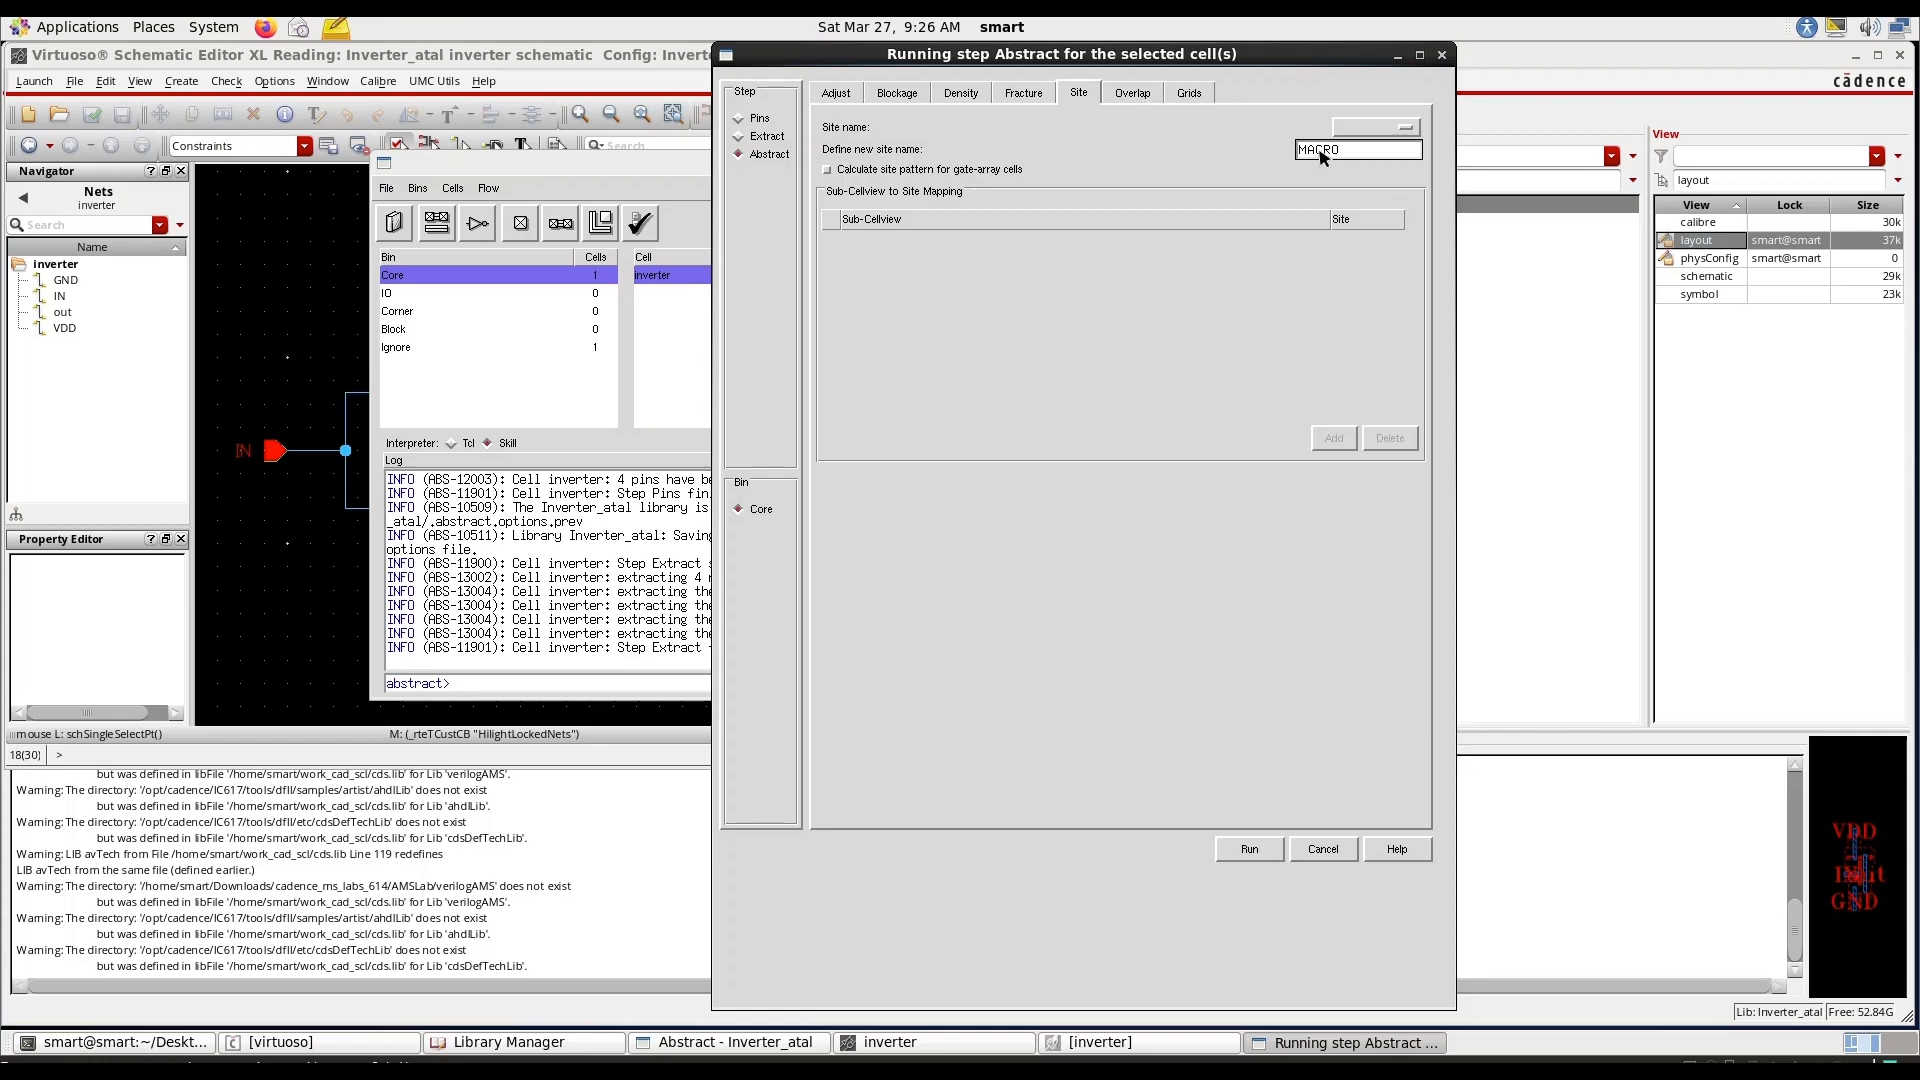 Applications Places System
Sat Mar 27, 9:26 AM smart
Virtuoso® Schematic Editor XL Reading: Inverter_atal inverter schematic Config: Invert
Launch File Edit View Create Check Options Window Calibre UMC Utils Help
cādence
Constraints
Search
Navigator
Nets
inverter
Search
Name
inverter
GND
IN
out
VDD
Property Editor
IN
File Bins Cells Flow
Bin Cells Cell
Core 1 inverter
IO 0
Corner 0
Block 0
Ignore 1
Interpreter: Tcl Skill
Log
INFO (ABS-12003): Cell inverter: 4 pins have be
INFO (ABS-11901): Cell inverter: Step Pins fin
INFO (ABS-10509): The Inverter_atal library is
_atal/.abstract.options.prev
INFO (ABS-10511): Library Inverter_atal: Saving
options file.
INFO (ABS-11900): Cell inverter: Step Extract s
INFO (ABS-13002): Cell inverter: extracting 4
INFO (ABS-13004): Cell inverter: extracting the
INFO (ABS-13004): Cell inverter: extracting the
INFO (ABS-13004): Cell inverter: extracting the
INFO (ABS-13004): Cell inverter: extracting the
INFO (ABS-11901): Cell inverter: Step Extract
abstract>
Running step Abstract for the selected cell(s)
Step
Pins
Extract
Abstract
Bin
Core
Adjust Blockage Density Fracture Site Overlap Grids
Site name:
Define new site name: MACRO
Calculate site pattern for gate-array cells
Sub-Cellview to Site Mapping
Sub-Cellview Site
Add Delete
Run Cancel Help
View
layout
View Lock Size
calibre 30k
layout smart@smart 37k
physConfig smart@smart 0
schematic 29k
symbol 23k
mouse L: schSingleSelectPt() M: (_rteTCustCB "HilightLockedNets")
18(30) >
but was defined in libFile '/home/smart/work_cad_scl/cds.lib' for Lib 'verilogAMS'.
Warning: The directory: '/opt/cadence/IC617/tools/dfII/samples/artist/ahdlLib' does not exist
but was defined in libFile '/home/smart/work_cad_scl/cds.lib' for Lib 'ahdlLib'.
Warning: The directory: '/opt/cadence/IC617/tools/dfII/etc/cdsDefTechLib' does not exist
but was defined in libFile '/home/smart/work_cad_scl/cds.lib' for Lib 'cdsDefTechLib'.
Warning: LIB avTech from File /home/smart/work_cad_scl/cds.lib Line 119 redefines
LIB avTech from the same file (defined earlier.)
Warning: The directory: '/home/smart/Downloads/cadence_ms_labs_614/AMSLab/verilogAMS' does not exist
but was defined in libFile '/home/smart/work_cad_scl/cds.lib' for Lib 'verilogAMS'.
Warning: The directory: '/opt/cadence/IC617/tools/dfII/samples/artist/ahdlLib' does not exist
but was defined in libFile '/home/smart/work_cad_scl/cds.lib' for Lib 'ahdlLib'.
Warning: The directory: '/opt/cadence/IC617/tools/dfII/etc/cdsDefTechLib' does not exist
but was defined in libFile '/home/smart/work_cad_scl/cds.lib' for Lib 'cdsDefTechLib'.
VDD
GND
Lib: Inverter_atal Free: 52.84G
smart@smart:~/Deskt... [virtuoso] Library Manager Abstract - Inverter_atal inverter [inverter] Running step Abstract ...